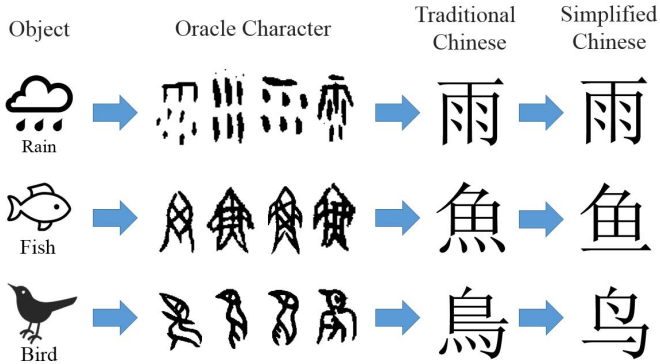 Object
Oracle Character
Traditional
Chinese
Simplified
Chinese
Rain
雨
雨
Fish
魚
鱼
Bird
鳥
鸟